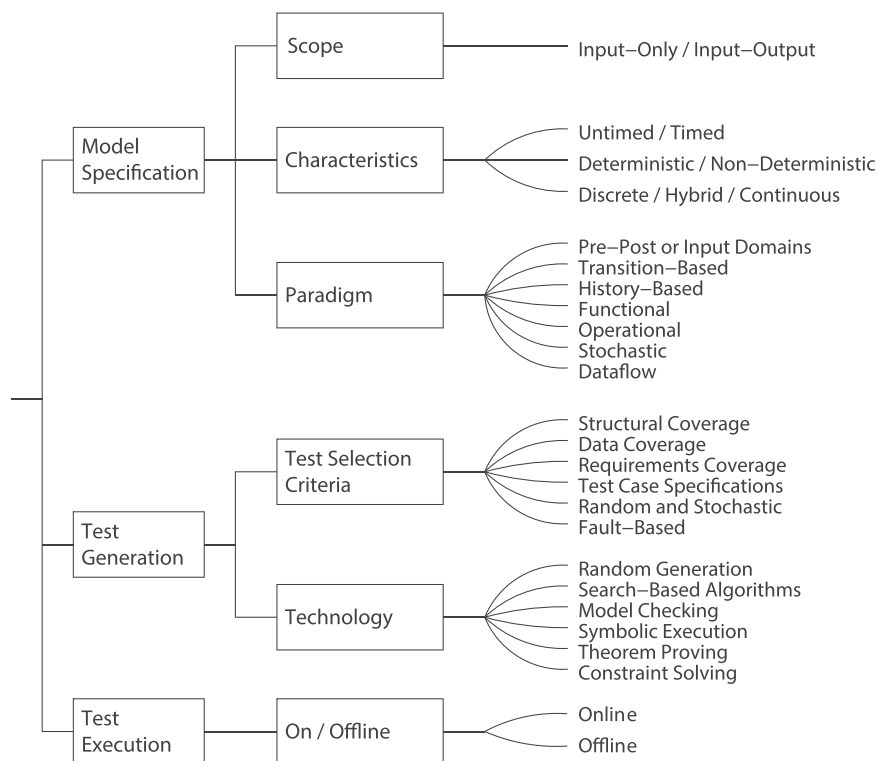 Scope
Input−Only / Input−Output
Model
Specification
Characteristics
Untimed / Timed
Deterministic / Non−Deterministic
Discrete / Hybrid / Continuous
Paradigm
Pre−Post or Input Domains
Transition−Based
History−Based
Functional
Operational
Stochastic
Dataflow
Test
Generation
Test Selection
Criteria
Structural Coverage
Data Coverage
Requirements Coverage
Test Case Specifications
Random and Stochastic
Fault−Based
Technology
Random Generation
Search−Based Algorithms
Model Checking
Symbolic Execution
Theorem Proving
Constraint Solving
Test
Execution
On / Offline
Online
Offline